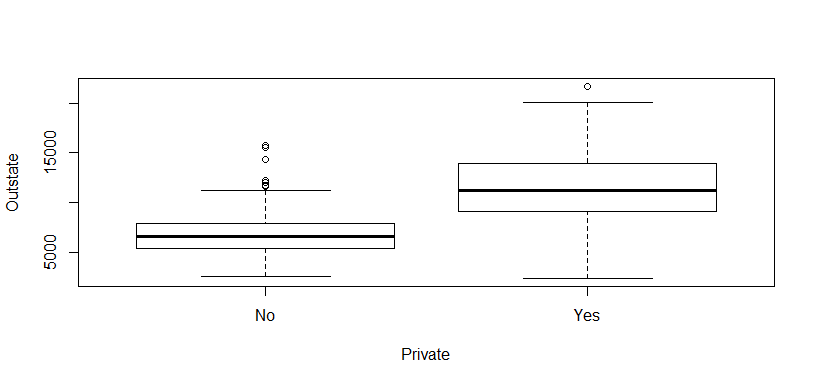 Outstate
15000
5000
No
Yes
Private